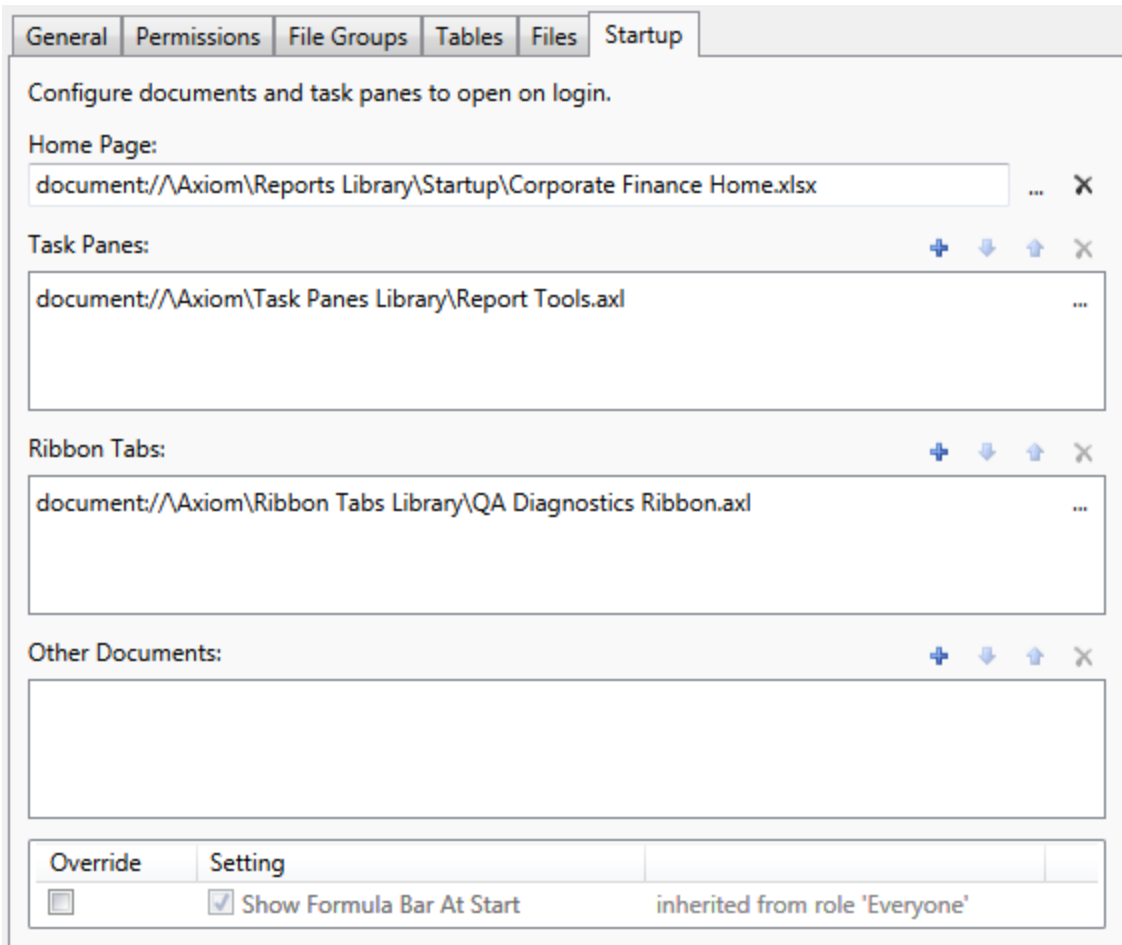 General Permissions File Groups Tables Files Startup
Configure documents and task panes to open on login.
Home Page:
document://\Axiom\Reports Library\Startup\Corporate Finance Home.xlsx ...
Task Panes:
document://\Axiom\Task Panes Library\Report Tools.axl ...
Ribbon Tabs:
document://\Axiom\Ribbon Tabs Library\QA Diagnostics Ribbon.axl ...
Other Documents:
Override Setting
Show Formula Bar At Start inherited from role 'Everyone'